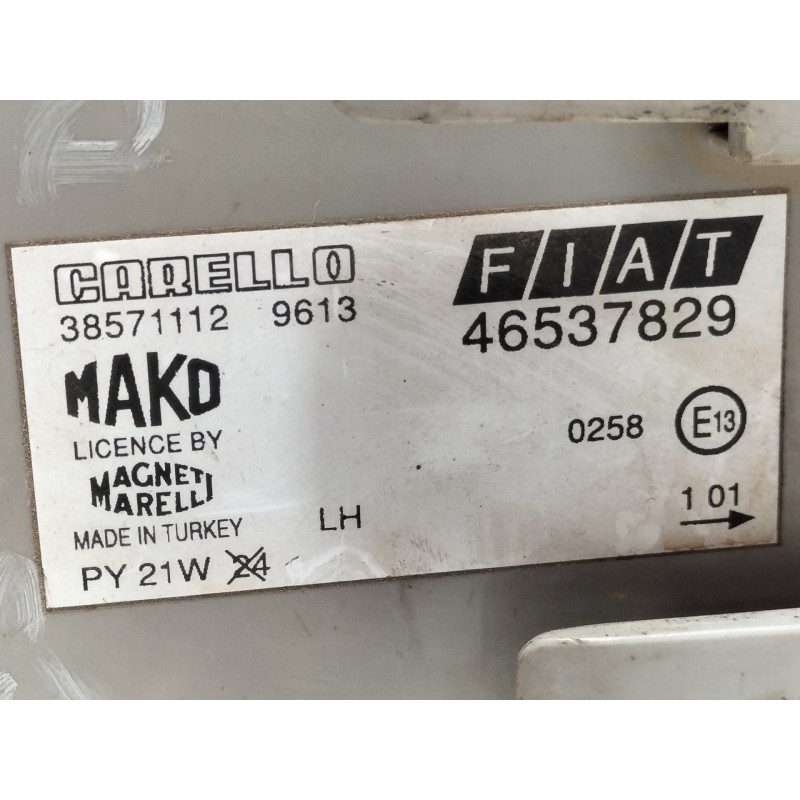 CARELLO
38571112 9613
FIAT
46537829
MAKO
LICENCE BY
MAGNETI
MARELLI
MADE IN TURKEY
PY 21W 24
LH
0258 E13
1 01